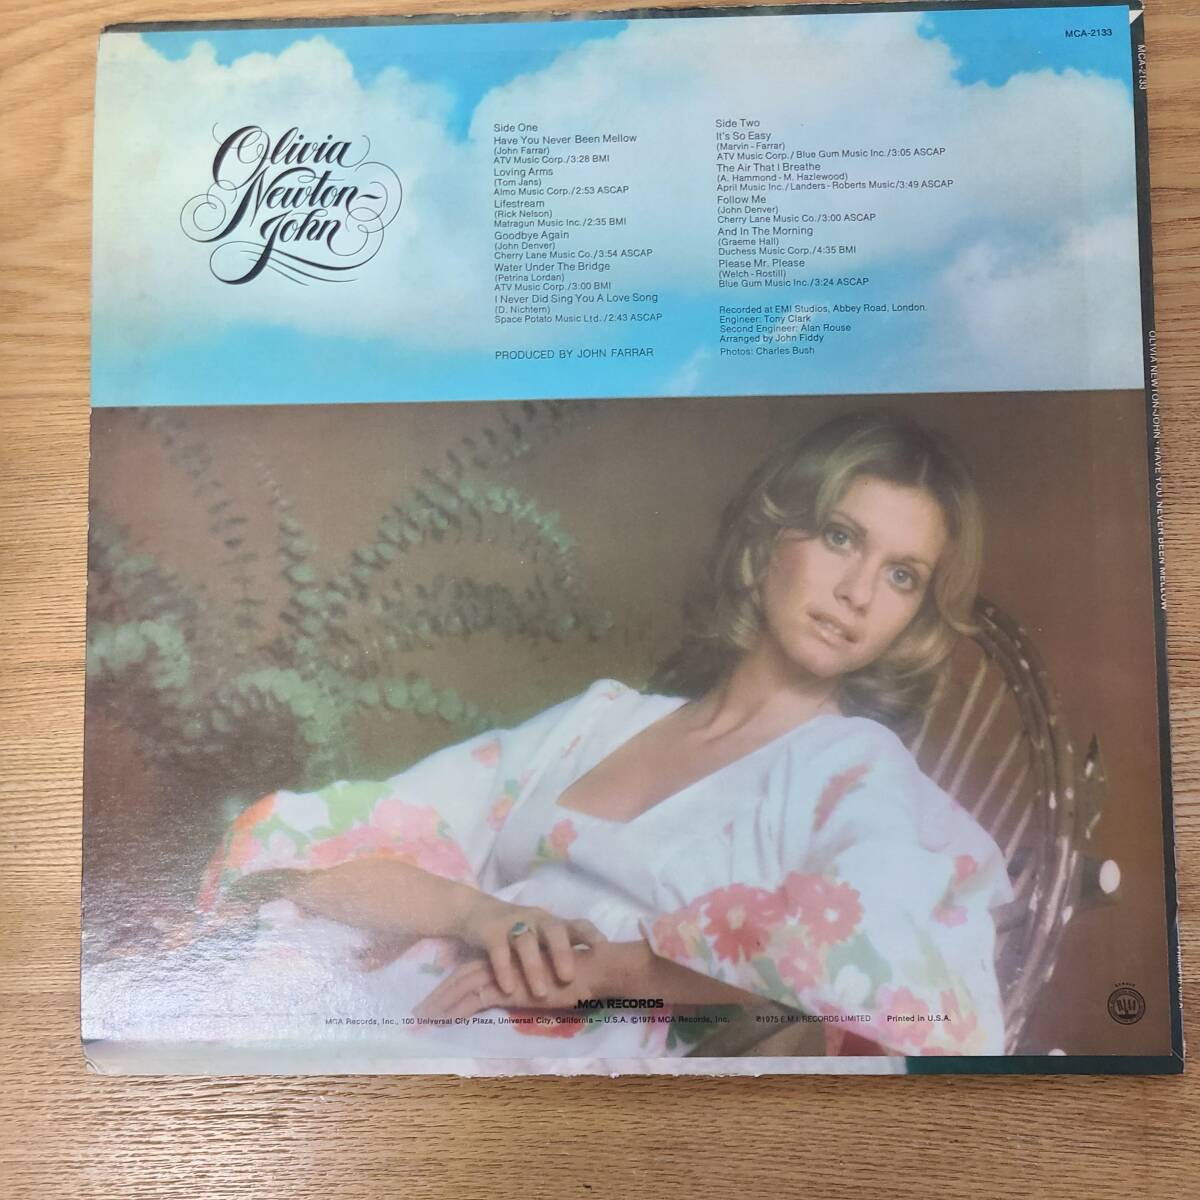 MCA-2133
Olivia
Newton-
John
Side One
Have You Never Been Mellow
(John Farrar)
ATV Music Corp./3:28 BMI
Loving Arms
(Tom Jans)
Almo Music Corp./2:53 ASCAP
Lifestream
(Rick Nelson)
Matragun Music Inc./2:35 BMI
Goodbye Again
(John Denver)
Cherry Lane Music Co./3:54 ASCAP
Water Under The Bridge
(Petrina Lordan)
ATV Music Corp./3:00 BMI
I Never Did Sing You A Love Song
(D. Nichtern)
Space Potato Music Ltd./2:43 ASCAP
PRODUCED BY JOHN FARRAR
Side Two
It's So Easy
(Marvin - Farrar)
ATV Music Corp./Blue Gum Music Inc./3:05 ASCAP
The Air That I Breathe
(A. Hammond - M. Hazlewood)
April Music Inc./Landers - Roberts Music/3:49 ASCAP
Follow Me
(John Denver)
Cherry Lane Music Co./3:00 ASCAP
And In The Morning
(Graeme Hall)
Duchess Music Corp./4:35 BMI
Please Mr. Please
(Welch - Rostill)
Blue Gum Music Inc./3:24 ASCAP
Recorded at EMI Studios, Abbey Road, London.
Engineer: Tony Clark
Second Engineer: Alan Rouse
Arranged by John Fiddy
Photos: Charles Bush
MCA-2133
OLIVIA NEWTON-JOHN · HAVE YOU NEVER BEEN MELLOW
MCA RECORDS
MCA Records, Inc., 100 Universal City Plaza, Universal City, California – U.S.A. ©1975 MCA Records, Inc. ℗1975 E.M.I. RECORDS LIMITED Printed in U.S.A.